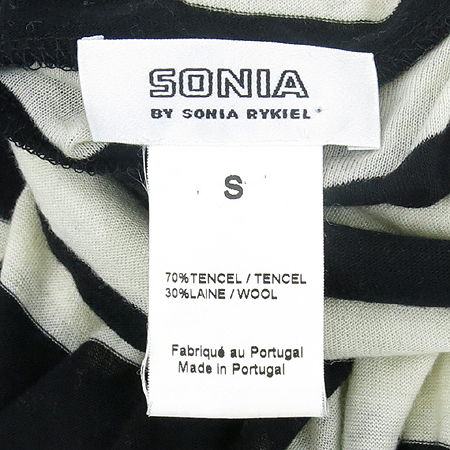 SONIA
BY SONIA RYKIEL
S
70%TENCEL / TENCEL
30%LAINE / WOOL
Fabriqué au Portugal
Made in Portugal